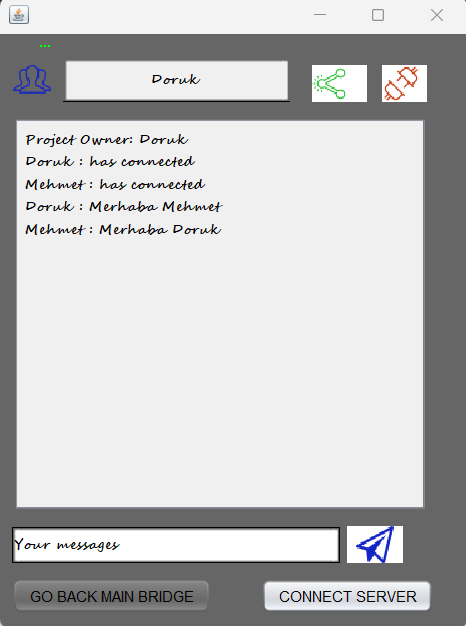 ...
Doruk
Project Owner: Doruk
Doruk : has connected
Mehmet : has connected
Doruk : Merhaba Mehmet
Mehmet : Merhaba Doruk
Your messages
GO BACK MAIN BRIDGE
CONNECT SERVER